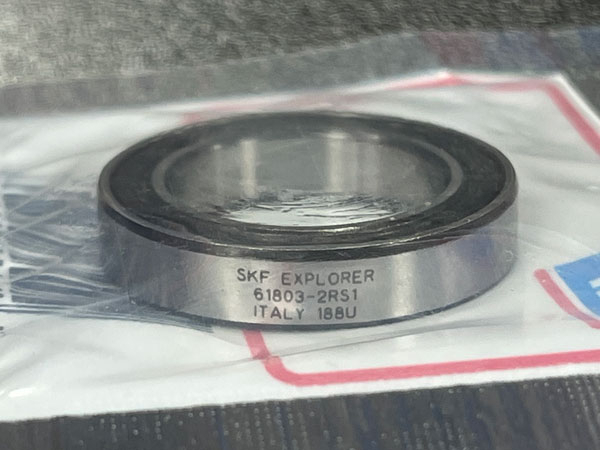 SKF EXPLORER
61803-2RS1
ITALY 188U